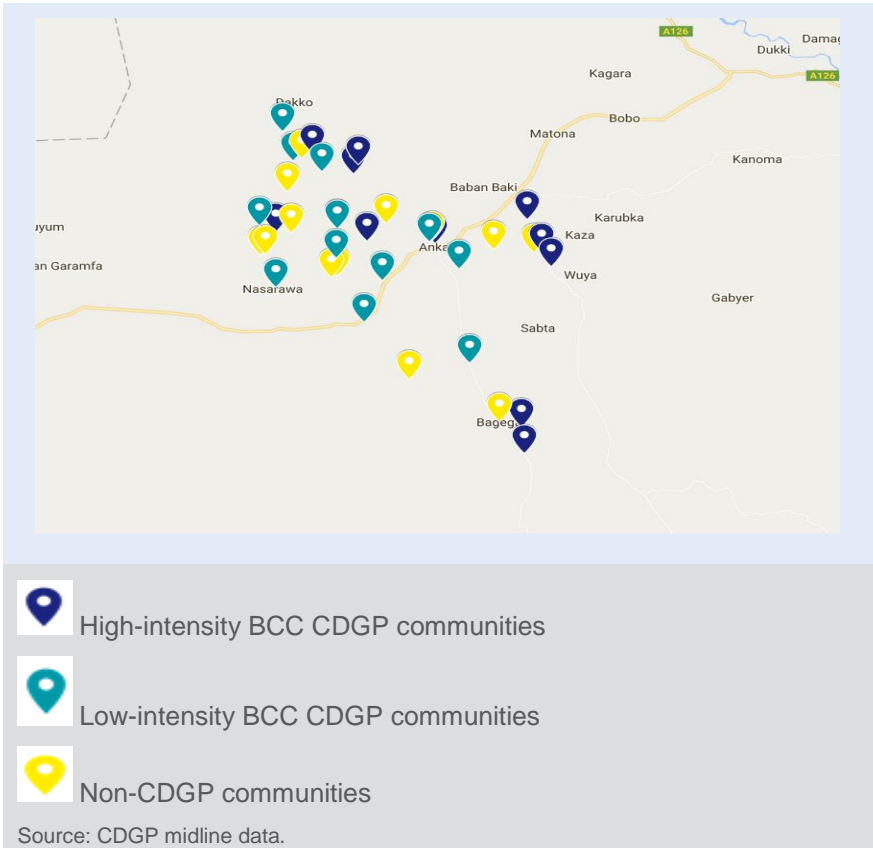 A126
Damag
Dukki
Kagara
A126
Dakko
Bobo
Matona
Kanoma
Baban Baki
Karubka
uyum
Kaza
Anka
an Garamfa
Wuya
Nasarawa
Gabyer
Sabta
Bagega
High-intensity BCC CDGP communities
Low-intensity BCC CDGP communities
Non-CDGP communities
Source: CDGP midline data.